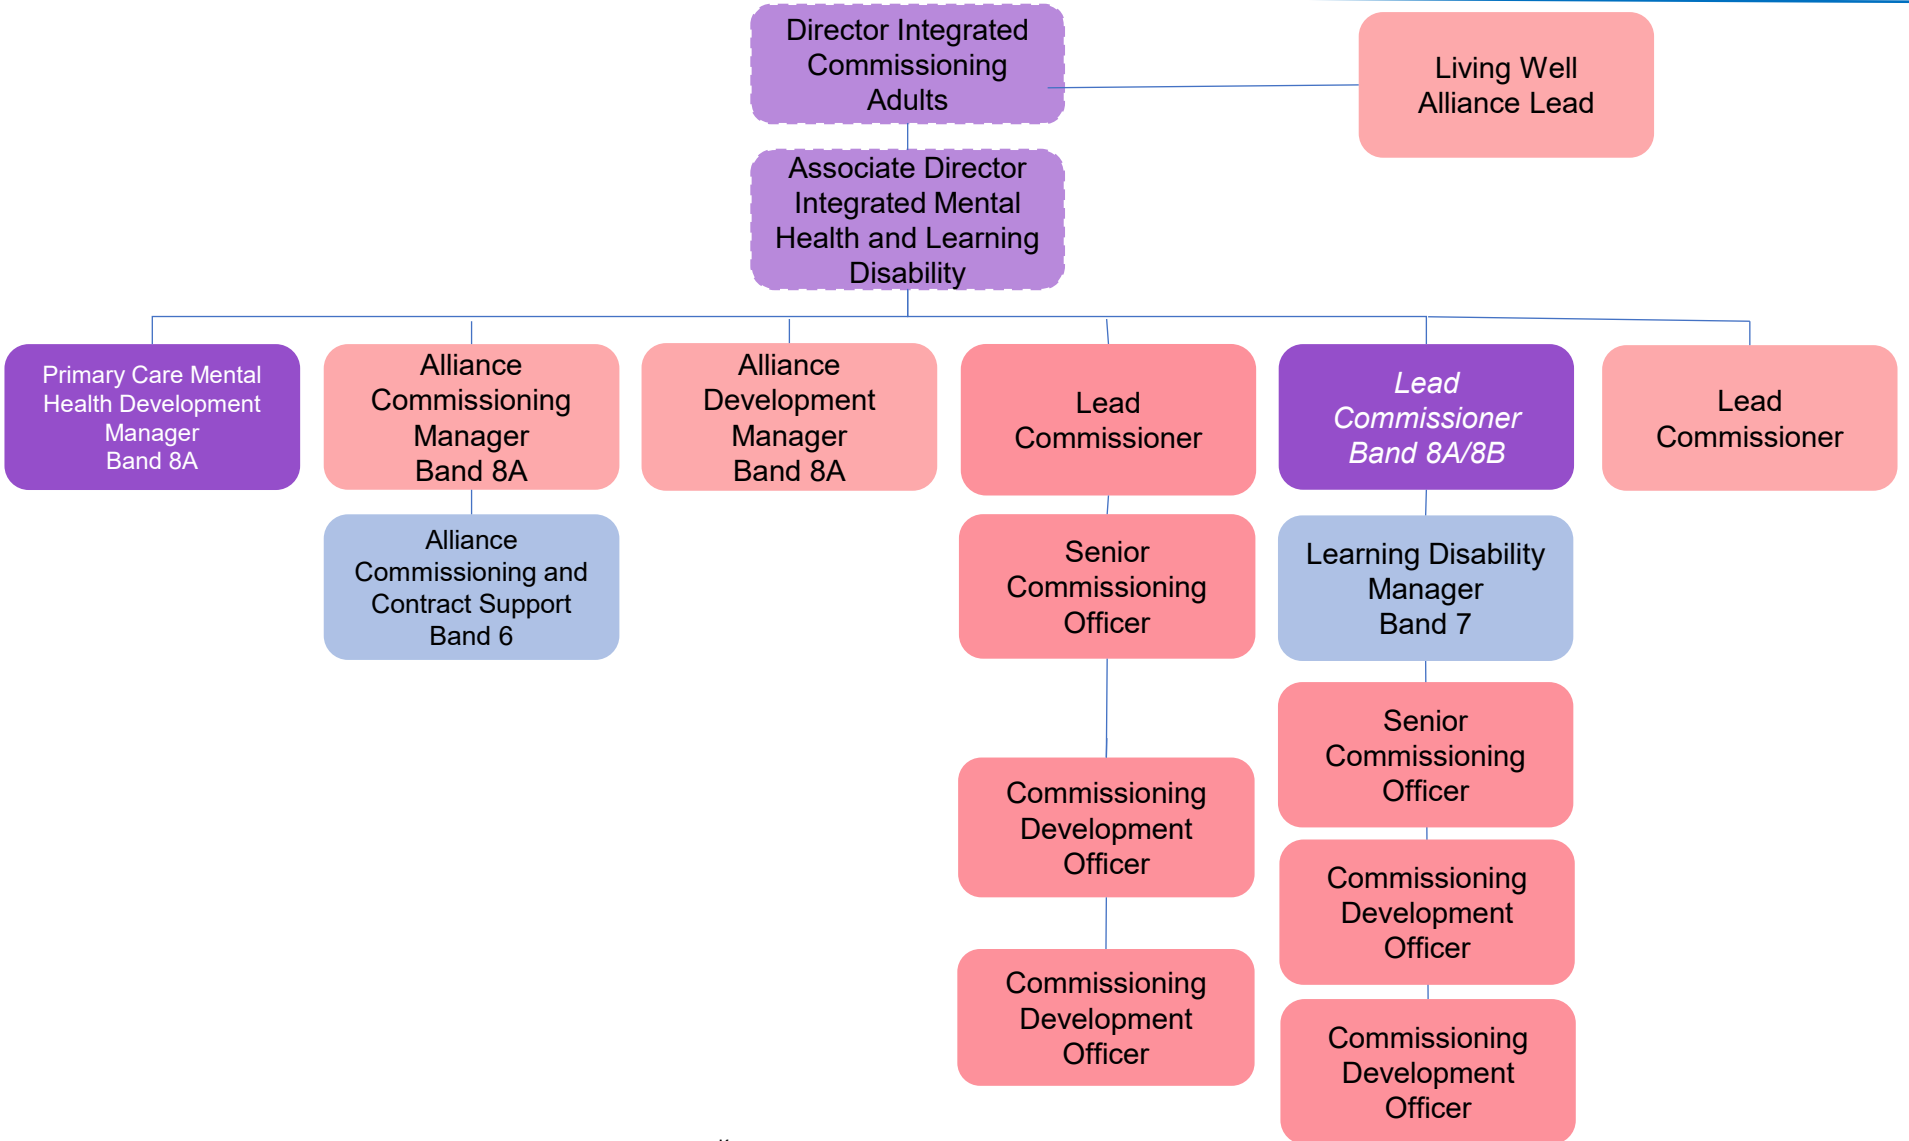 Director Integrated
Commissioning
Adults
Living Well
Alliance Lead
Associate Director
Integrated Mental
Health and Learning
Disability
Primary Care Mental
Health Development
Manager
Band 8A
Alliance
Commissioning
Manager
Band 8A
Alliance
Development
Manager
Band 8A
Lead
Commissioner
Lead
Commissioner
Band 8A/8B
Lead
Commissioner
Alliance
Commissioning and
Contract Support
Band 6
Senior
Commissioning
Officer
Learning Disability
Manager
Band 7
Senior
Commissioning
Officer
Commissioning
Development
Officer
Commissioning
Development
Officer
Commissioning
Development
Officer
Commissioning
Development
Officer